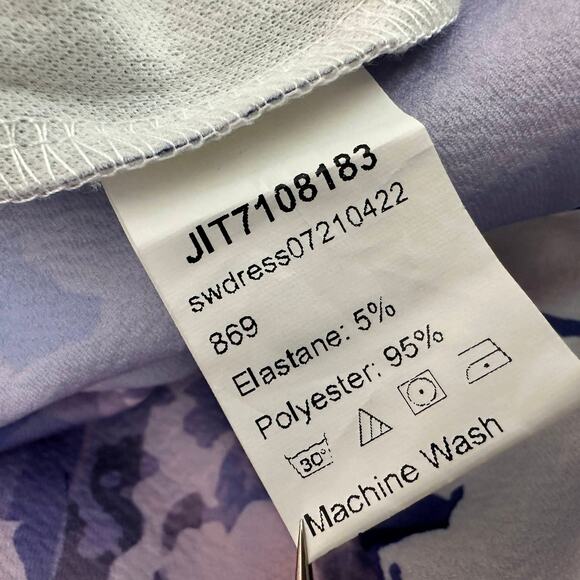 JIT7108183
swdress07210422
869
Elastane: 5%
Polyester: 95%
30°
Machine Wash